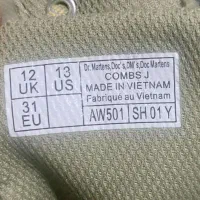 12 UK
13 US
31 EU
Dr. Martens, Doc's, DM's, Doc Martens
COMBS J
MADE IN VIETNAM
Fabriqué au Vietnam
AW501
SH 01 Y